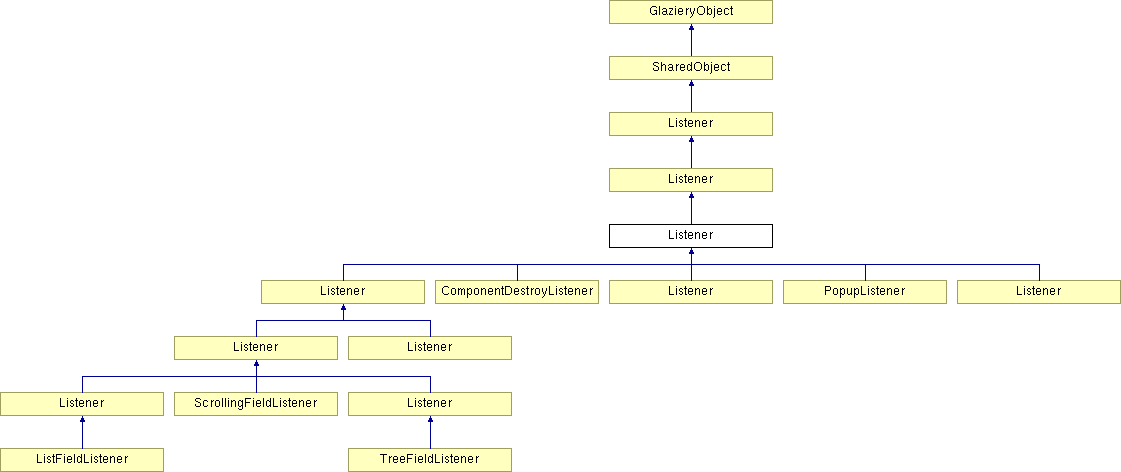 GlazieryObject
SharedObject
Listener
Listener
Listener
Listener
ComponentDestroyListener
Listener
PopupListener
Listener
Listener
Listener
Listener
ScrollingFieldListener
Listener
ListFieldListener
TreeFieldListener